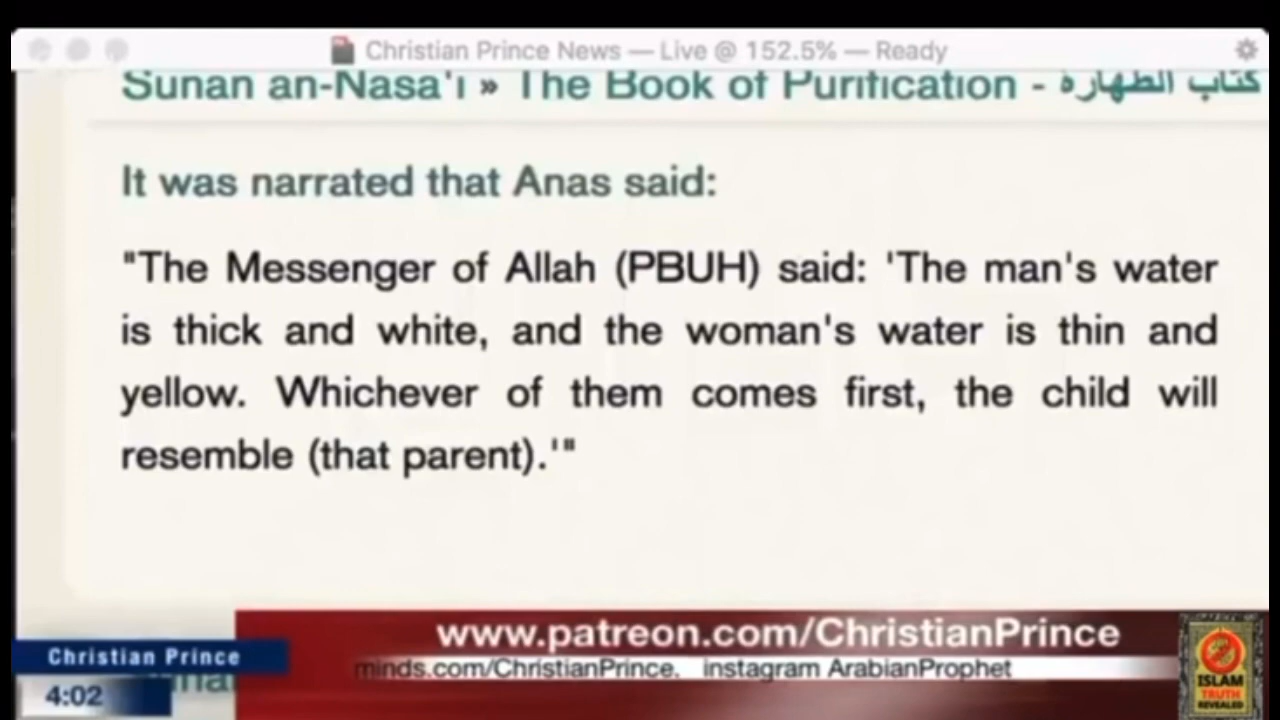 Christian Prince News — Live @ 152.5% — Ready
Sunan an-Nasa'i » The Book of Purification - كتاب الطهارة
It was narrated that Anas said:
"The Messenger of Allah (PBUH) said: 'The man's water
is thick and white, and the woman's water is thin and
yellow. Whichever of them comes first, the child will
resemble (that parent).'"
www.patreon.com/ChristianPrince
Christian Prince
minds.com/ChristianPrince. instagram ArabianProphet
4:02
ISLAM
TRUTH
REVEALED